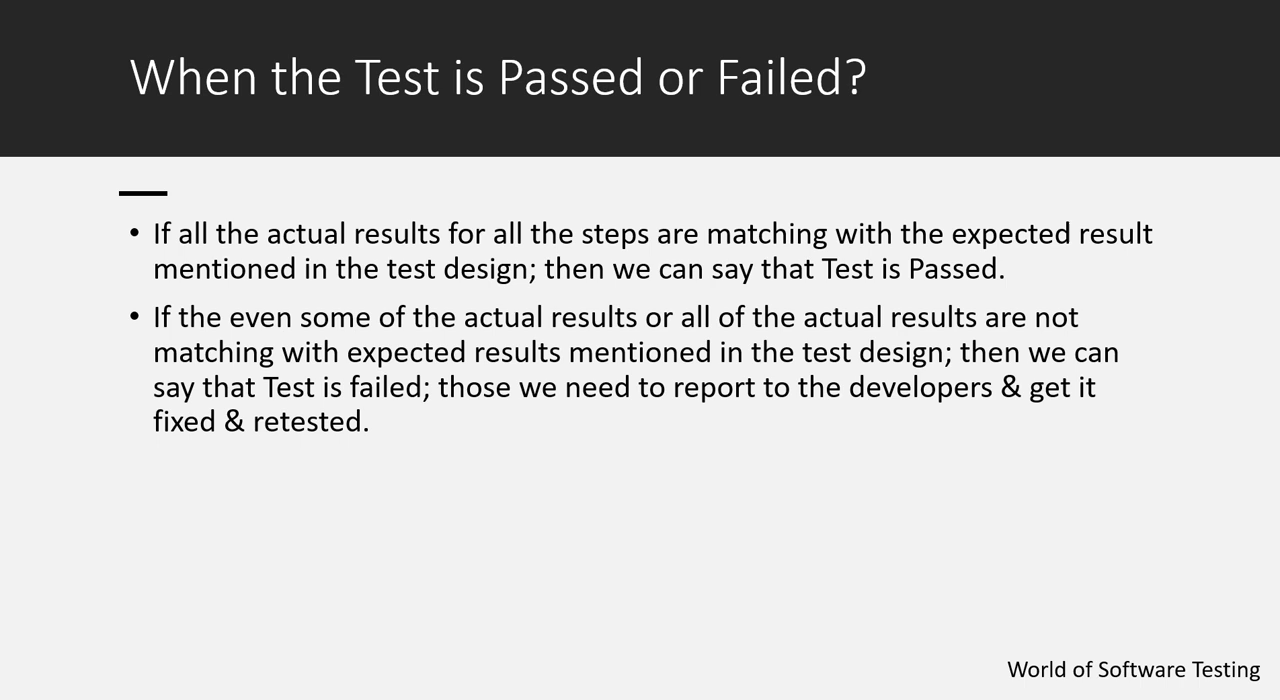 When the Test is Passed or Failed?
• If all the actual results for all the steps are matching with the expected result
mentioned in the test design; then we can say that Test is Passed.
• If the even some of the actual results or all of the actual results are not
matching with expected results mentioned in the test design; then we can
say that Test is failed; those we need to report to the developers & get it
fixed & retested.
World of Software Testing